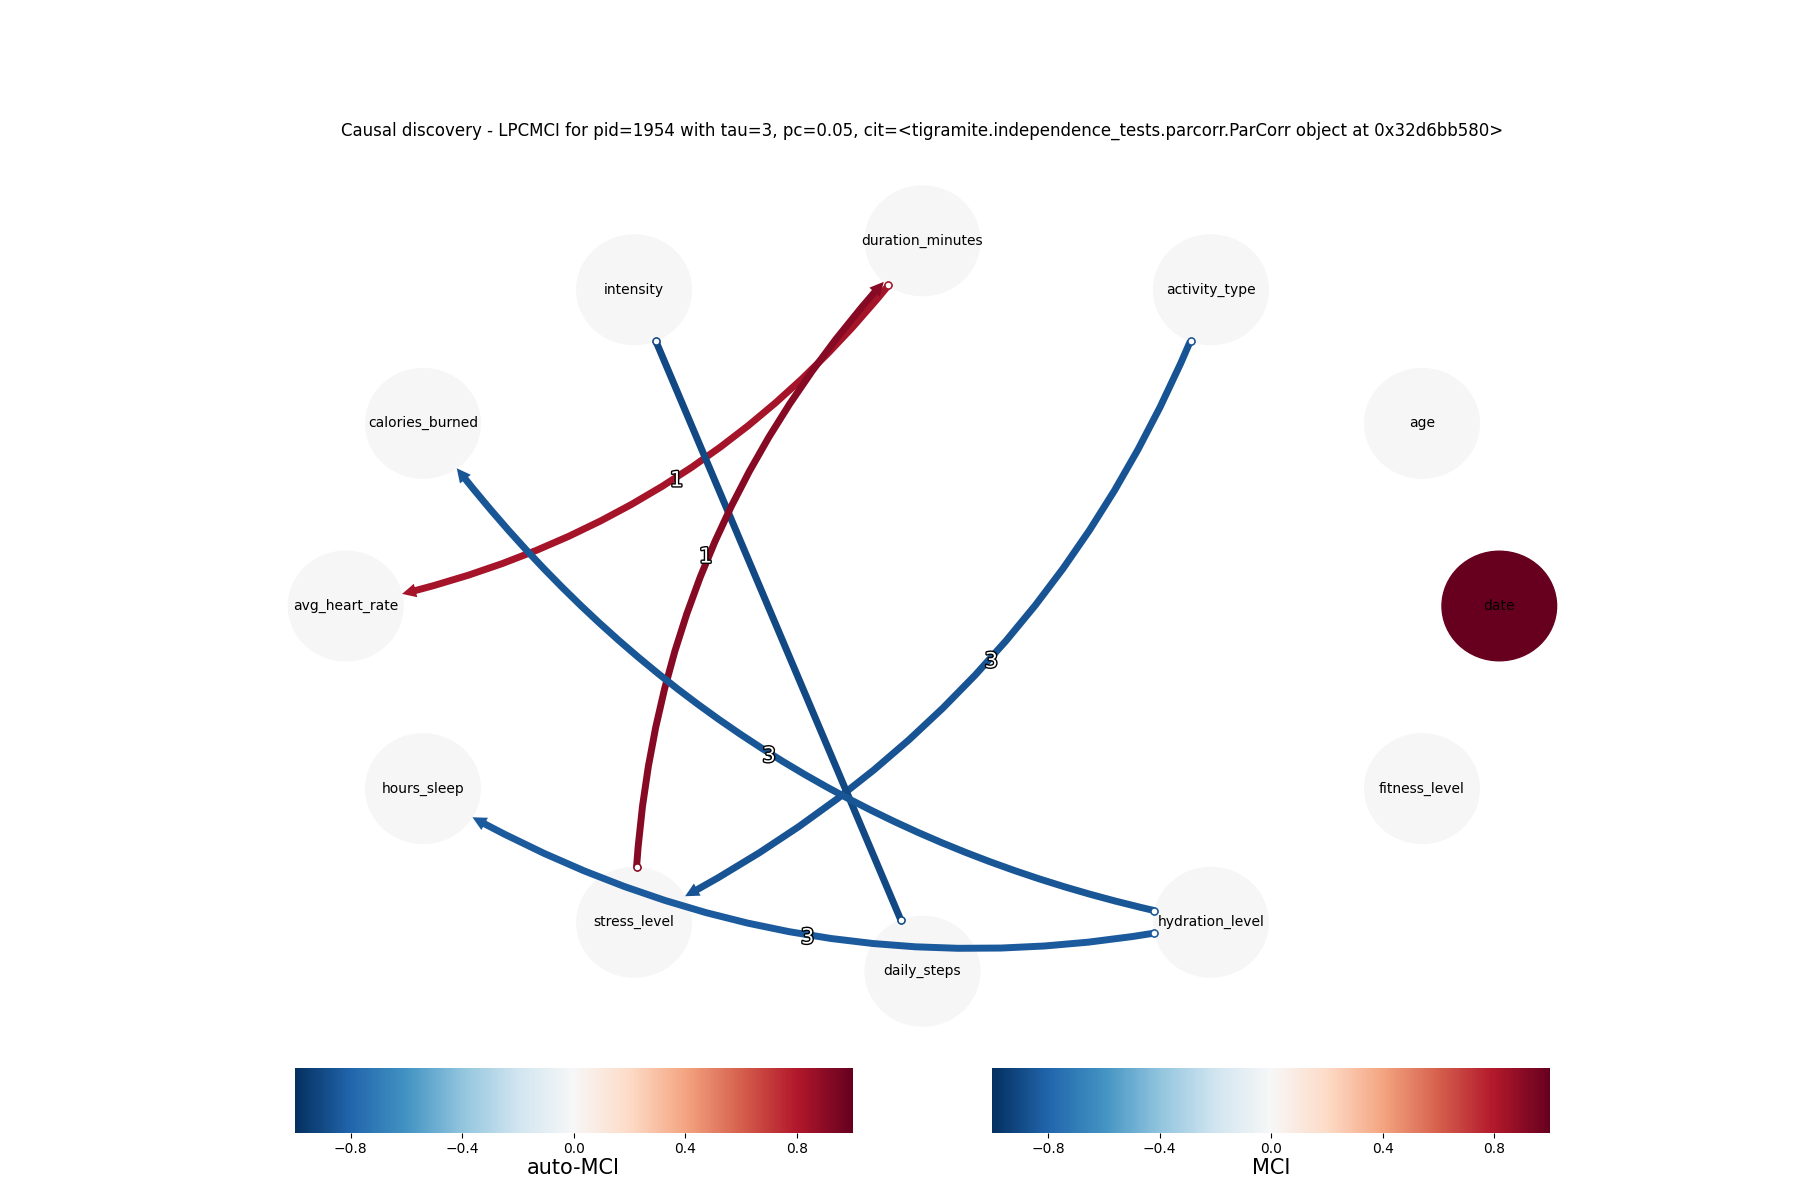 Causal discovery - LPCMCI for pid=1954 with tau=3, pc=0.05, cit=<tigramite.independence_tests.parcorr.ParCorr object at 0x32d6bb580>
duration_minutes
intensity
activity_type
calories_burned
age
1
1
avg_heart_rate
date
3
3
hours_sleep
fitness_level
stress_level
hydration_level
3
daily_steps
−0.8 −0.4 0.0 0.4 0.8
auto-MCI
−0.8 −0.4 0.0 0.4 0.8
MCI